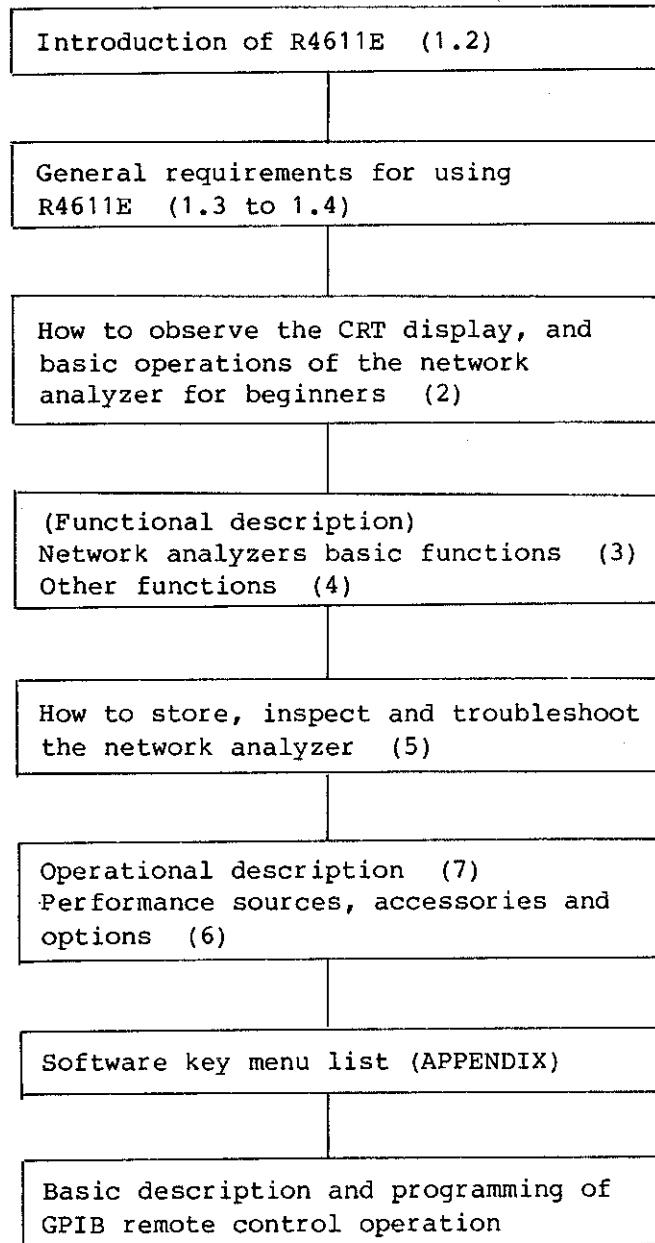 Introduction of R4611E (1.2)
General requirements for using
R4611E (1.3 to 1.4)
How to observe the CRT display, and
basic operations of the network
analyzer for beginners (2)
(Functional description)
Network analyzers basic functions (3)
Other functions (4)
How to store, inspect and troubleshoot
the network analyzer (5)
Operational description (7)
Performance sources, accessories and
options (6)
Software key menu list (APPENDIX)
Basic description and programming of
GPIB remote control operation